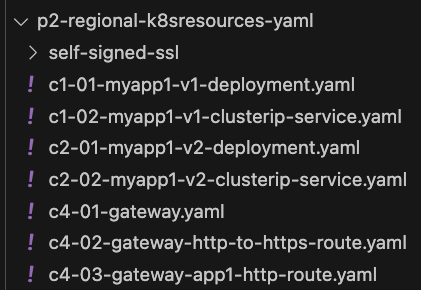 p2-regional-k8sresources-yaml
self-signed-ssl
! c1-01-myapp1-v1-deployment.yaml
! c1-02-myapp1-v1-clusterip-service.yaml
! c2-01-myapp1-v2-deployment.yaml
! c2-02-myapp1-v2-clusterip-service.yaml
! c4-01-gateway.yaml
! c4-02-gateway-http-to-https-route.yaml
! c4-03-gateway-app1-http-route.yaml